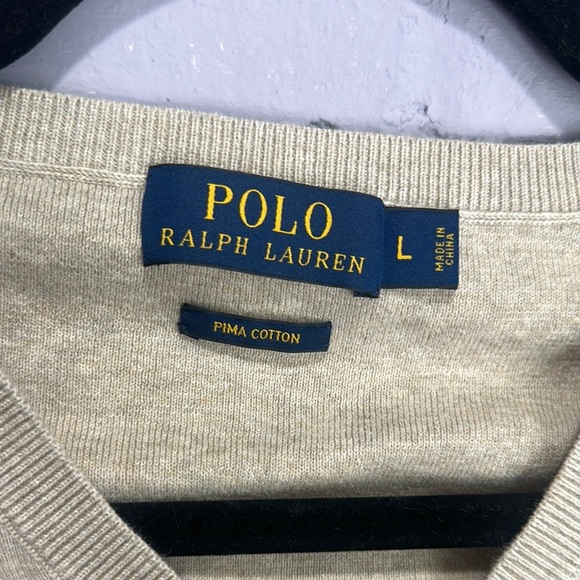 POLO
RALPH LAUREN
L
MADE IN
CHINA
PIMA COTTON